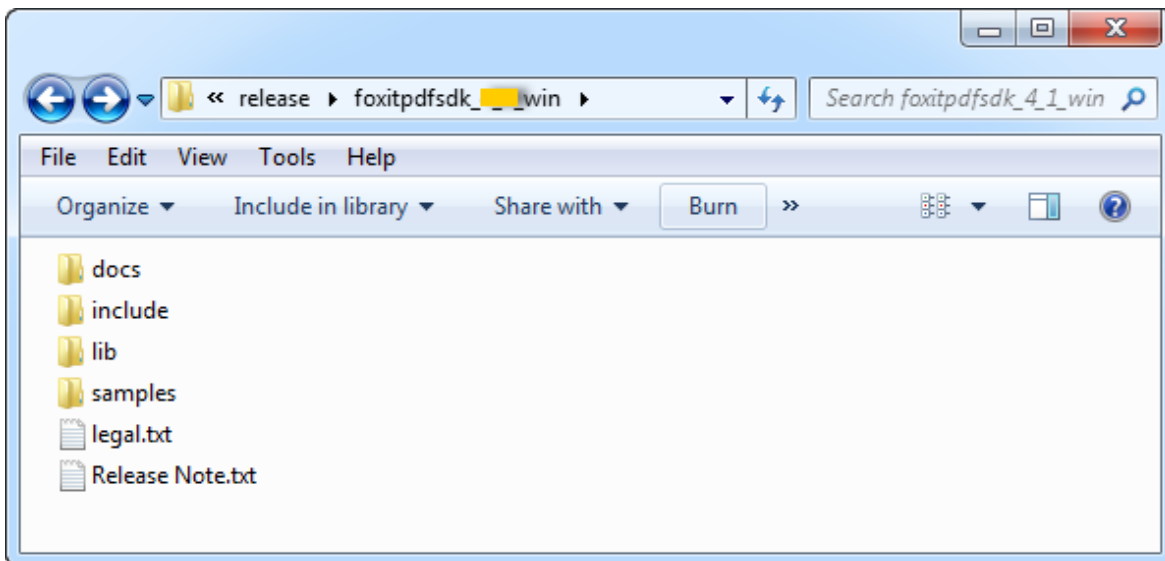 « release ▸ foxitpdfsdk_ _win ▸ Search foxitpdfsdk_4_1_win
File Edit View Tools Help
Organize ▾ Include in library ▾ Share with ▾ Burn »
docs
include
lib
samples
legal.txt
Release Note.txt